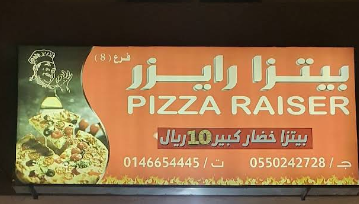 فرع (8)
بيتزا رايزر
PIZZA RAISER
بيتزا خضار كبير 10 ريال
ت / 0146654445
ج / 0550242728